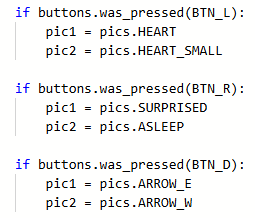 if buttons.was_pressed(BTN_L):
    pic1 = pics.HEART
    pic2 = pics.HEART_SMALL

if buttons.was_pressed(BTN_R):
    pic1 = pics.SURPRISED
    pic2 = pics.ASLEEP

if buttons.was_pressed(BTN_D):
    pic1 = pics.ARROW_E
    pic2 = pics.ARROW_W